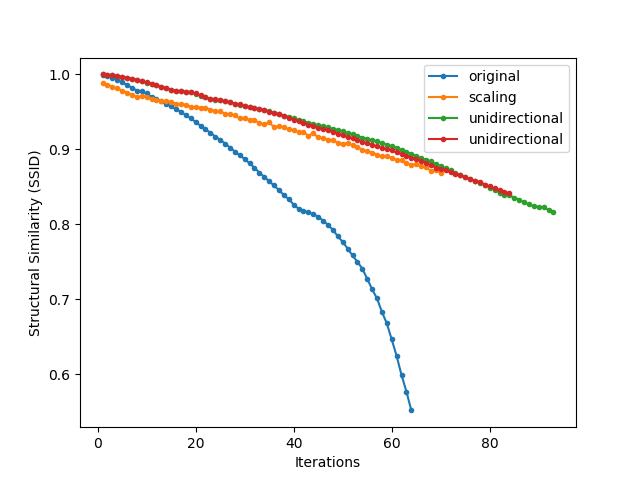 1.0
0.9
0.8
0.7
0.6
Structural Similarity (SSID)
original
scaling
unidirectional
unidirectional
0 20 40 60 80
Iterations